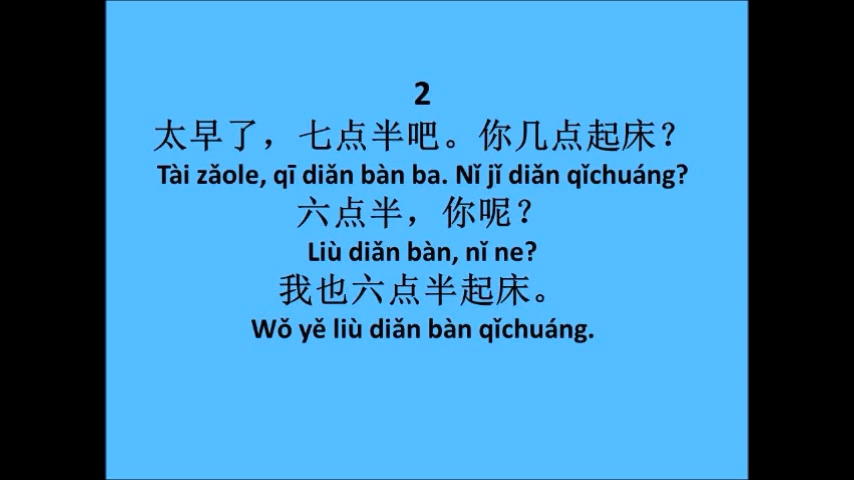 2
太早了，七点半吧。你几点起床？
Tài zǎole, qī diǎn bàn ba. Nǐ jǐ diǎn qǐchuáng?
六点半，你呢？
Liù diǎn bàn, nǐ ne?
我也六点半起床。
Wǒ yě liù diǎn bàn qǐchuáng.